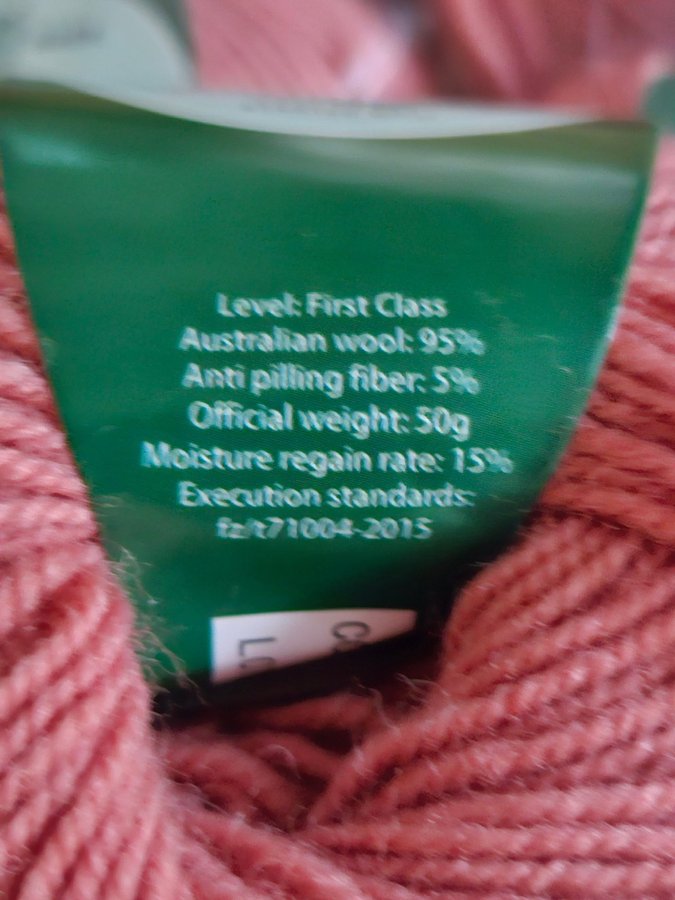 Level: First Class
Australian wool: 95%
Anti pilling fiber: 5%
Official weight: 50g
Moisture regain rate: 15%
Execution standards:
fz/t71004-2015